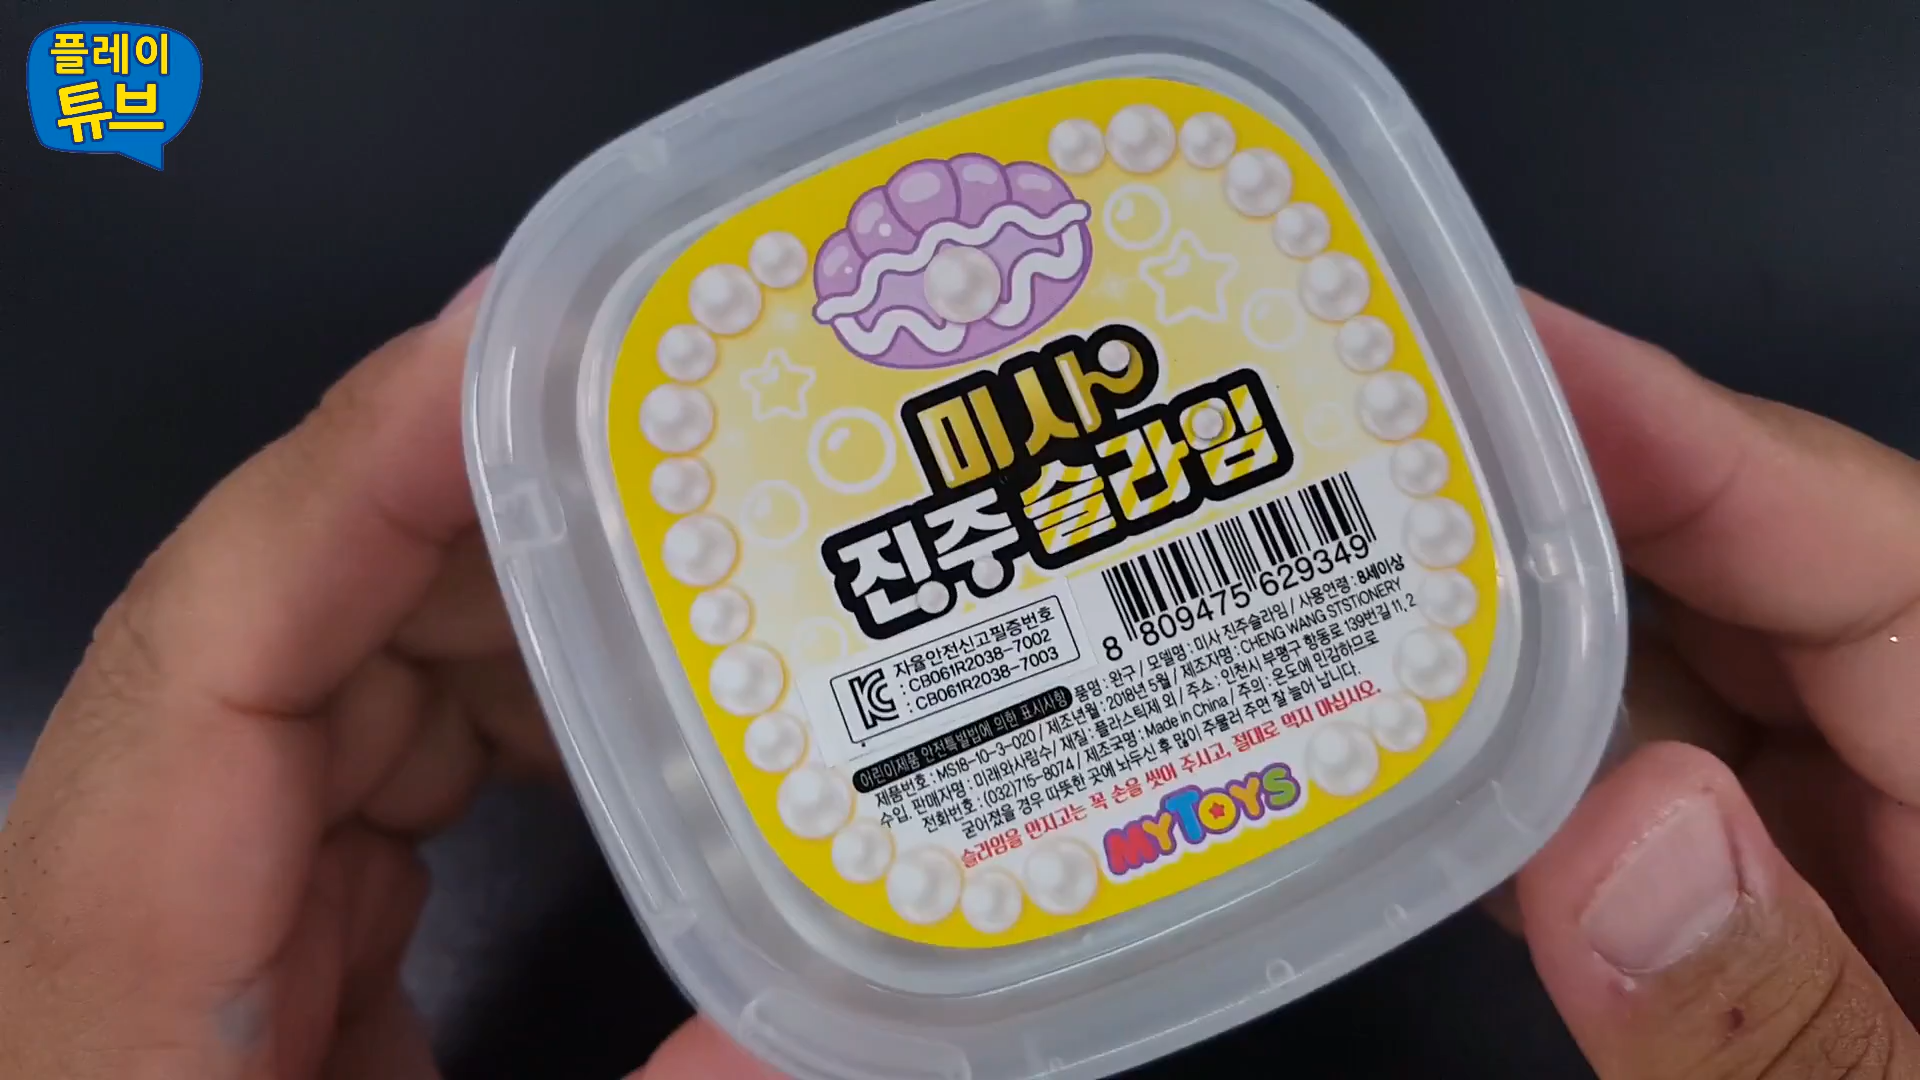 플레이
튜브
미사
진주슬라임
8 809475 629349
자율안전신고필증번호
: CB061R2038-7002
: CB061R2038-7003
어린이제품 안전특별법에 의한 표시사항 품명 : 완구 / 모델명 : 미사 진주슬라임 / 사용연령 : 8세이상
제품번호 : MS18-10-3-020 / 제조년월 : 2018년 5월 / 제조자명 : CHENG WANG STSTIONERY
수입, 판매자명 : 미래와사람수/ 재질 : 플라스틱제 외 / 주소 : 인천시 부평구 항동로 139번길 11, 2
전화번호 : (032)715-8074 / 제조국명 : Made in China / 주의 : 온도에 민감하므로
굳어졌을 경우 따뜻한 곳에 놔두신 후 많이 주물러 주면 잘 늘어 납니다.
슬라임을 만지고는 꼭 손을 씻어 주시고, 절대로 먹지 마십시오.
MYTOYS